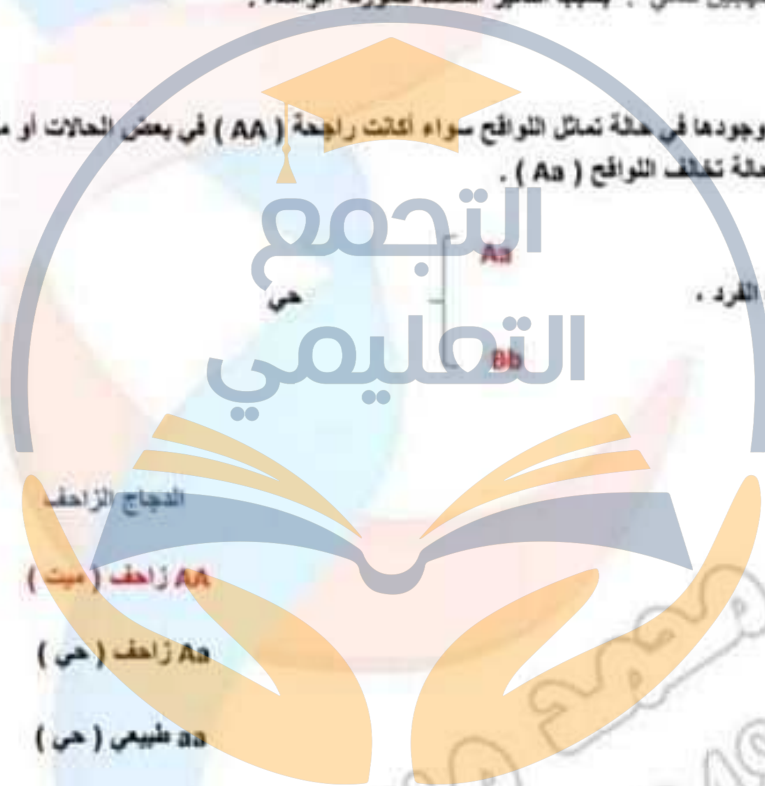 وجودها في حالة تماثل اللواقح سواء أكانت راجحة ( AA ) في بعض الحالات أو
حالة تخالف اللواقح ( Aa ) .
التجمع
التعليمي
Aa
الفرد ،
حي
Bb
الدجاج الزاحف
AA زاحف ( ميت )
Aa زاحف ( حي )
aa طبيعي ( حي )
محمد